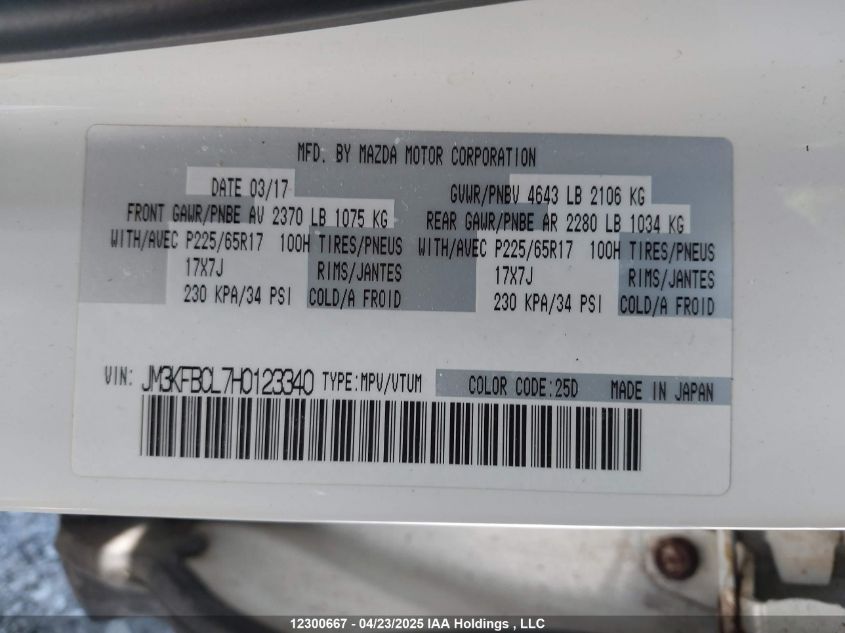 MFD. BY MAZDA MOTOR CORPORATION
DATE 03/17 GVWR/PNBV 4643 LB 2106 KG
FRONT GAWR/PNBE AV 2370 LB 1075 KG REAR GAWR/PNBE AR 2280 LB 1034 KG
WITH/AVEC P225/65R17 100H TIRES/PNEUS WITH/AVEC P225/65R17 100H TIRES/PNEUS
17X7J RIMS/JANTES 17X7J RIMS/JANTES
230 KPA/34 PSI COLD/A FROID 230 KPA/34 PSI COLD/A FROID
VIN: JM3KFBCL7H0123340 TYPE:MPV/VTUM COLOR CODE:25D MADE IN JAPAN
12300667 - 04/23/2025 IAA Holdings , LLC